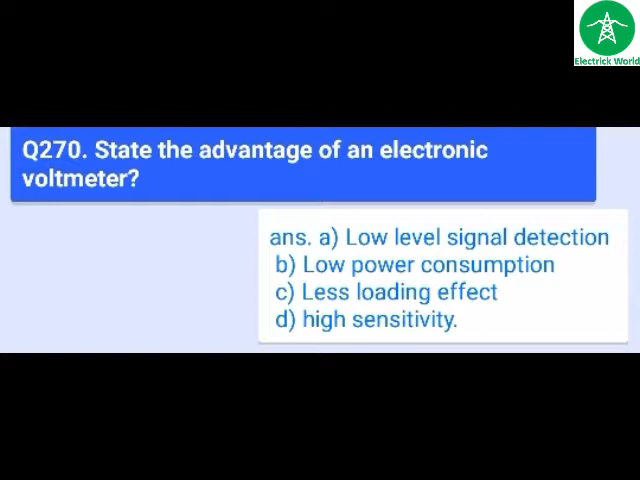 Electrick World
Q270. State the advantage of an electronic
voltmeter?
ans. a) Low level signal detection
b) Low power consumption
c) Less loading effect
d) high sensitivity.